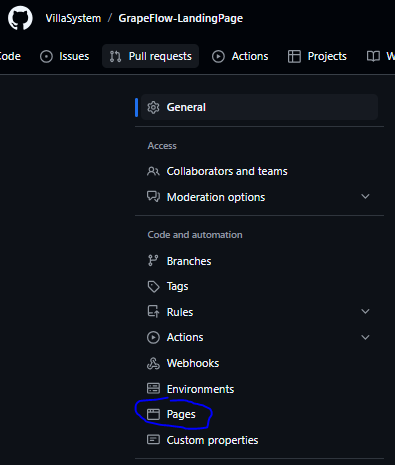 VillaSystem / GrapeFlow-LandingPage
Code Issues Pull requests Actions Projects W
General
Access
Collaborators and teams
Moderation options
Code and automation
Branches
Tags
Rules
Actions
Webhooks
Environments
Pages
Custom properties